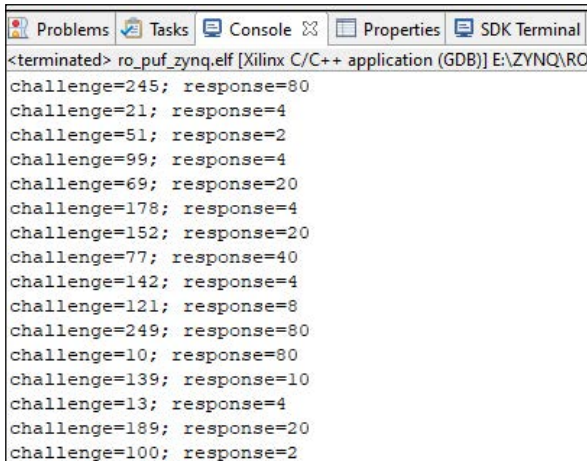 Problems Tasks Console Properties SDK Terminal
<terminated> ro_puf_zynq.elf [Xilinx C/C++ application (GDB)] E:\ZYNQ\RO
challenge=245; response=80
challenge=21; response=4
challenge=51; response=2
challenge=99; response=4
challenge=69; response=20
challenge=178; response=4
challenge=152; response=20
challenge=77; response=40
challenge=142; response=4
challenge=121; response=8
challenge=249; response=80
challenge=10; response=80
challenge=139; response=10
challenge=13; response=4
challenge=189; response=20
challenge=100; response=2